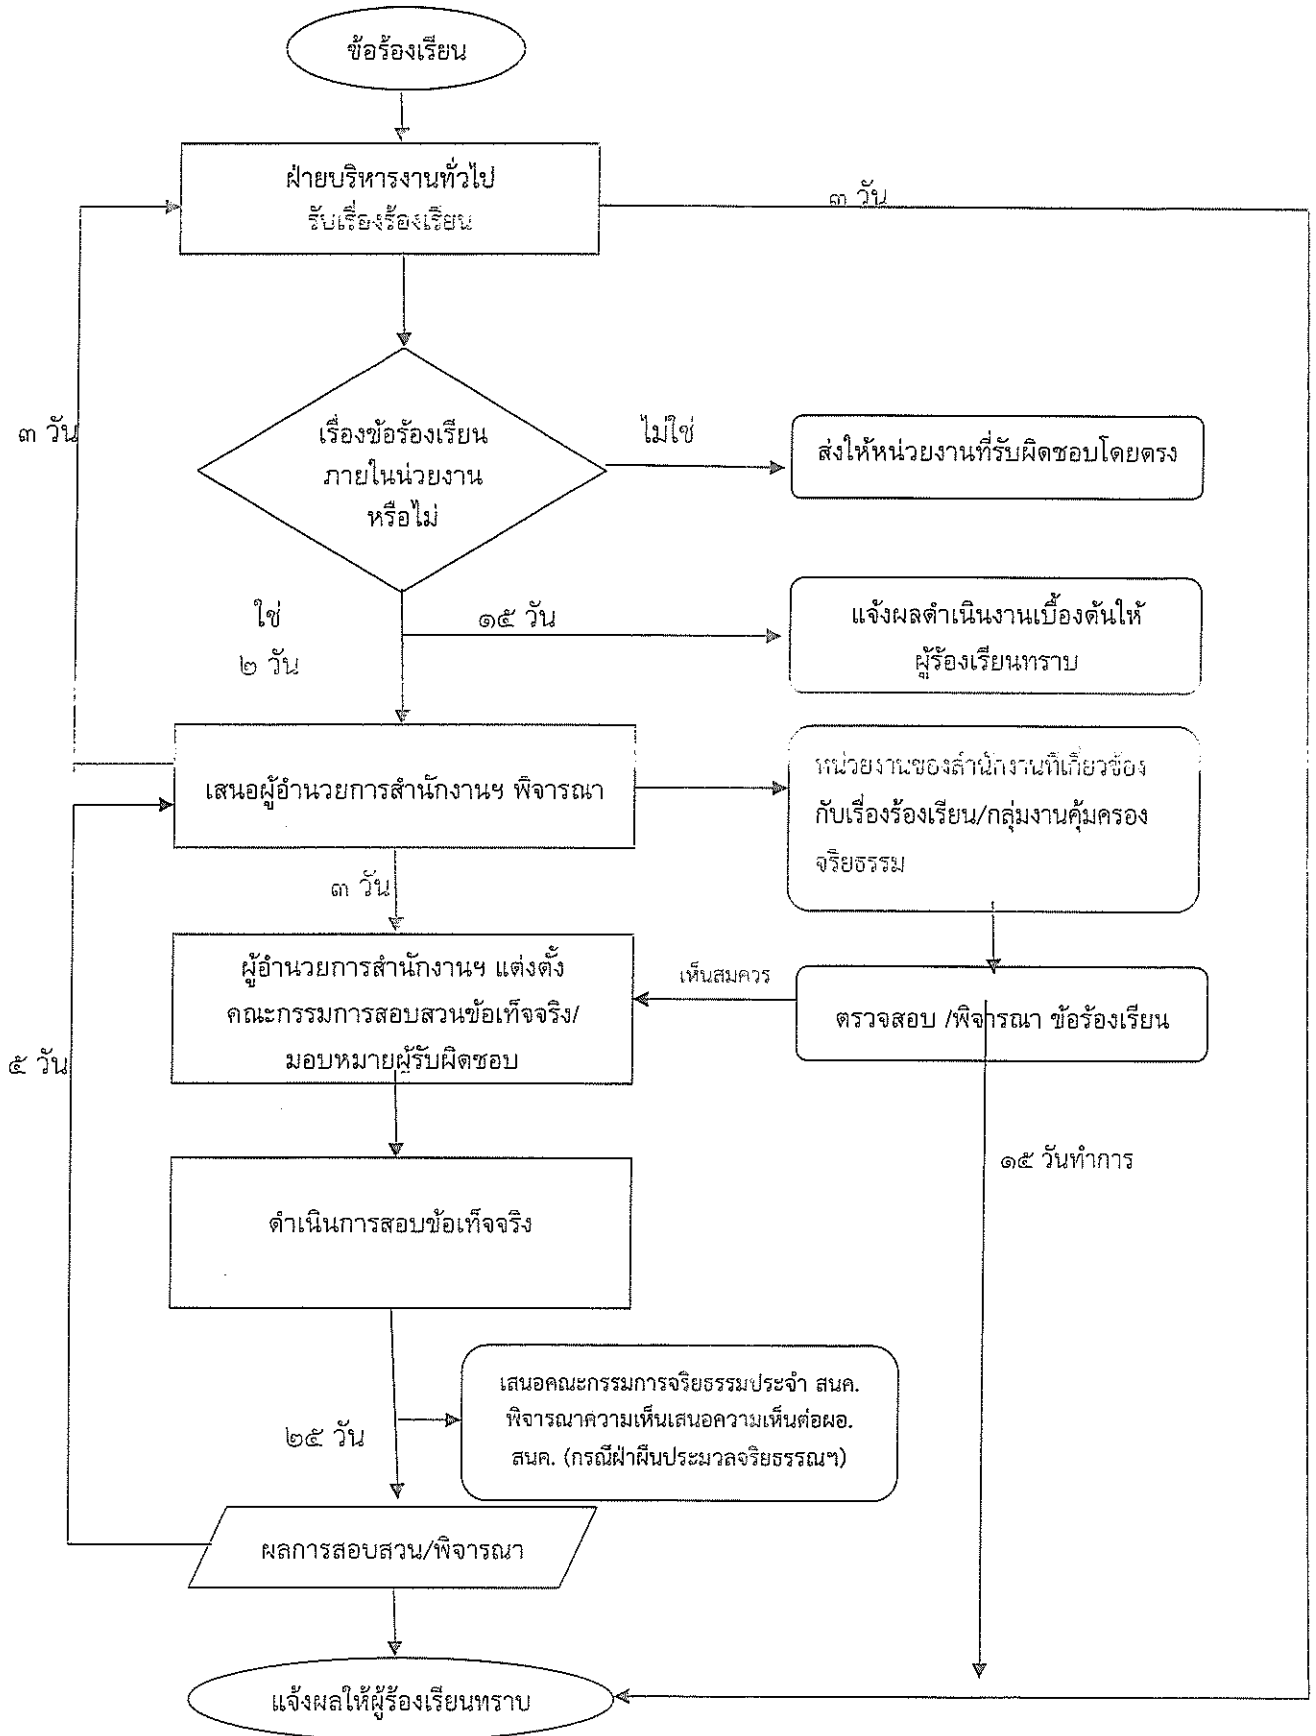 ข้อร้องเรียน
ฝ่ายบริหารงานทั่วไป
รับเรื่องร้องเรียน
๓ วัน
๓ วัน
เรื่องข้อร้องเรียน
ภายในน่วยงาน
หรือไม่
ไม่ใช่
ส่งให้หน่วยงานที่รับผิดชอบโดยตรง
ใช่
๒ วัน
๑๕ วัน
แจ้งผลดำเนินงานเบื้องต้นให้
ผู้ร้องเรียนทราบ
เสนอผู้อำนวยการสำนักงานฯ พิจารณา
หน่วยงานของสำนักงานที่เกี่ยวข้อง
กับเรื่องร้องเรียน/กลุ่มงานคุ้มครอง
จริยธรรม
๓ วัน
ผู้อำนวยการสำนักงานฯ แต่งตั้ง
คณะกรรมการสอบสวนข้อเท็จจริง/
มอบหมายผู้รับผิดชอบ
เห็นสมควร
ตรวจสอบ /พิจารณา ข้อร้องเรียน
๕ วัน
๑๕ วันทำการ
ดำเนินการสอบข้อเท็จจริง
เสนอคณะกรรมการจริยธรรมประจำ สนค.
พิจารณาความเห็นเสนอความเห็นต่อผอ.
สนค. (กรณีฝ่าฝืนประมวลจริยธรรณฯ)
๒๕ วัน
ผลการสอบสวน/พิจารณา
แจ้งผลให้ผู้ร้องเรียนทราบ